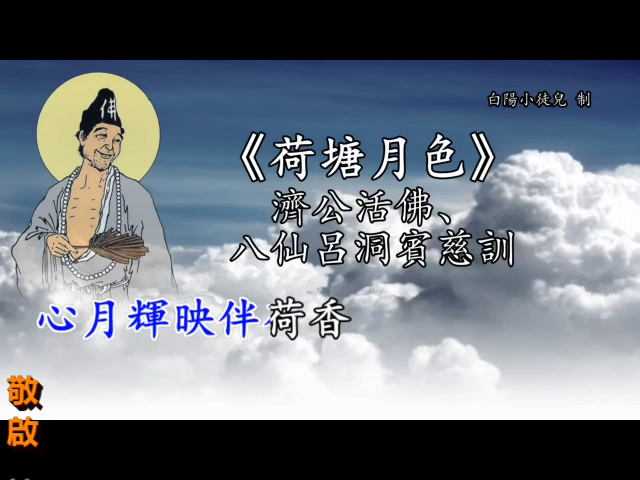 白陽小徒兒 制
佛
《荷塘月色》
濟公活佛、
八仙呂洞賓慈訓
心月輝映伴荷香
敬啟